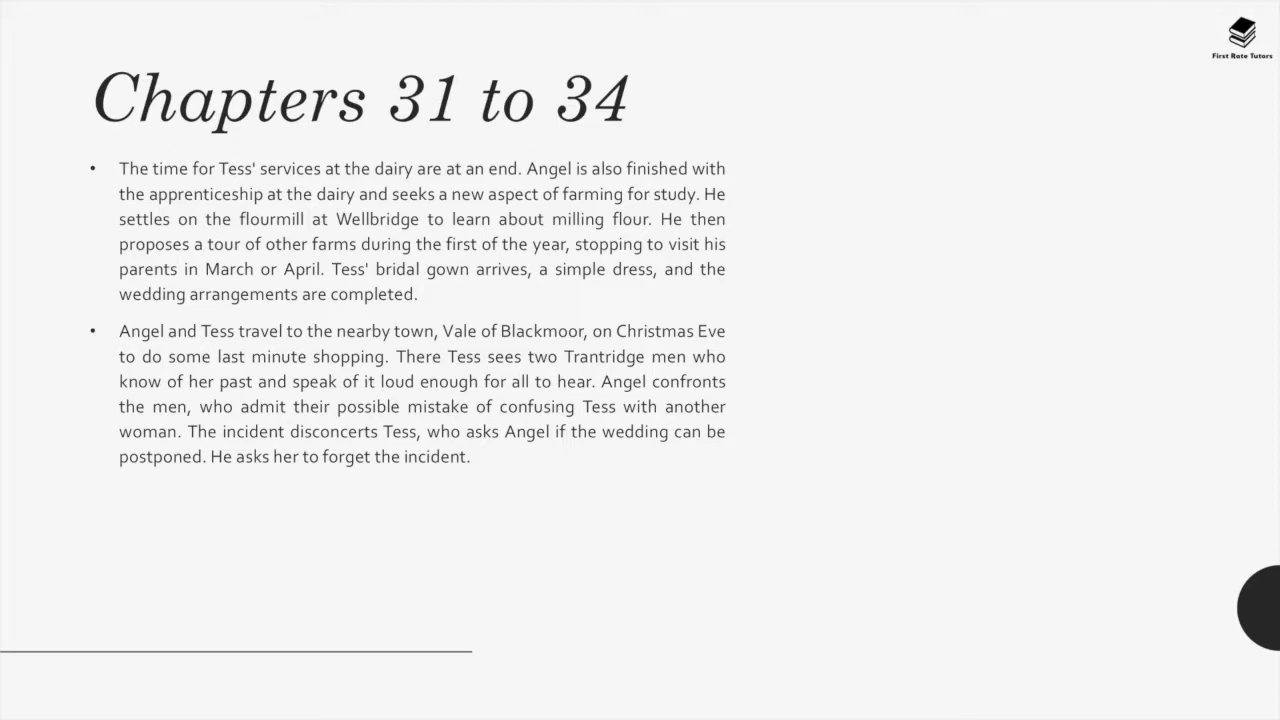 First Rate Tutors
Chapters 31 to 34
• The time for Tess' services at the dairy are at an end. Angel is also finished with
the apprenticeship at the dairy and seeks a new aspect of farming for study. He
settles on the flourmill at Wellbridge to learn about milling flour. He then
proposes a tour of other farms during the first of the year, stopping to visit his
parents in March or April. Tess' bridal gown arrives, a simple dress, and the
wedding arrangements are completed.
• Angel and Tess travel to the nearby town, Vale of Blackmoor, on Christmas Eve
to do some last minute shopping. There Tess sees two Trantridge men who
know of her past and speak of it loud enough for all to hear. Angel confronts
the men, who admit their possible mistake of confusing Tess with another
woman. The incident disconcerts Tess, who asks Angel if the wedding can be
postponed. He asks her to forget the incident.